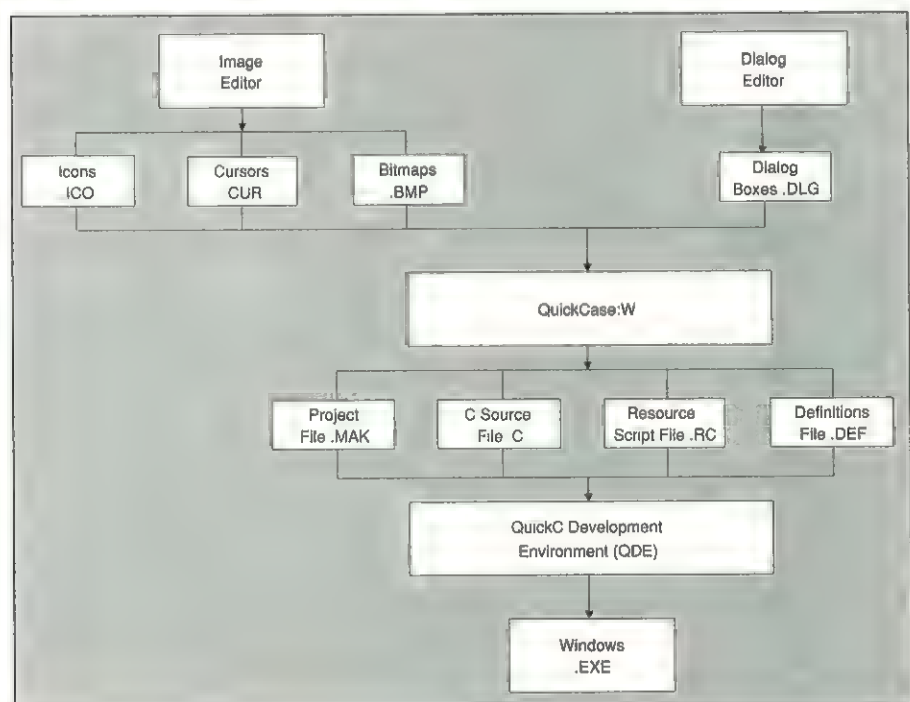 Image
Editor
Dialog
Editor
Icons
ICO
Cursors
CUR
Bitmaps
.BMP
Dialog
Boxes .DLG
QuickCase:W
Project
File .MAK
C Source
File C
Resource
Script File .RC
Definitions
File .DEF
QuickC Development
Environment (QDE)
Windows
.EXE